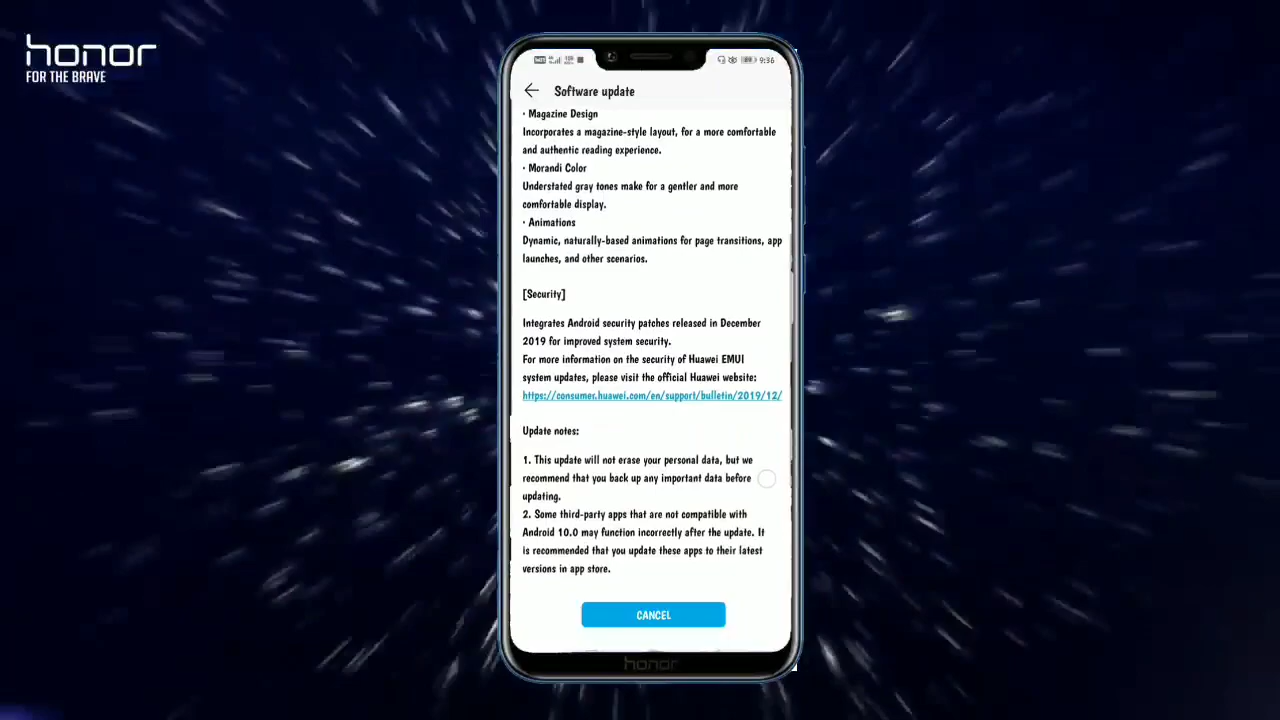 honor
FOR THE BRAVE
9:36
Software update
• Magazine Design
Incorporates a magazine-style layout, for a more comfortable
and authentic reading experience.
• Morandi Color
Understated gray tones make for a gentler and more
comfortable display.
• Animations
Dynamic, naturally-based animations for page transitions, app
launches, and other scenarios.
[Security]
Integrates Android security patches released in December
2019 for improved system security.
For more information on the security of Huawei EMUI
system updates, please visit the official Huawei website:
https://consumer.huawei.com/en/support/bulletin/2019/12/
Update notes:
1. This update will not erase your personal data, but we
recommend that you back up any important data before
updating.
2. Some third-party apps that are not compatible with
Android 10.0 may function incorrectly after the update. It
is recommended that you update these apps to their latest
versions in app store.
CANCEL
honor